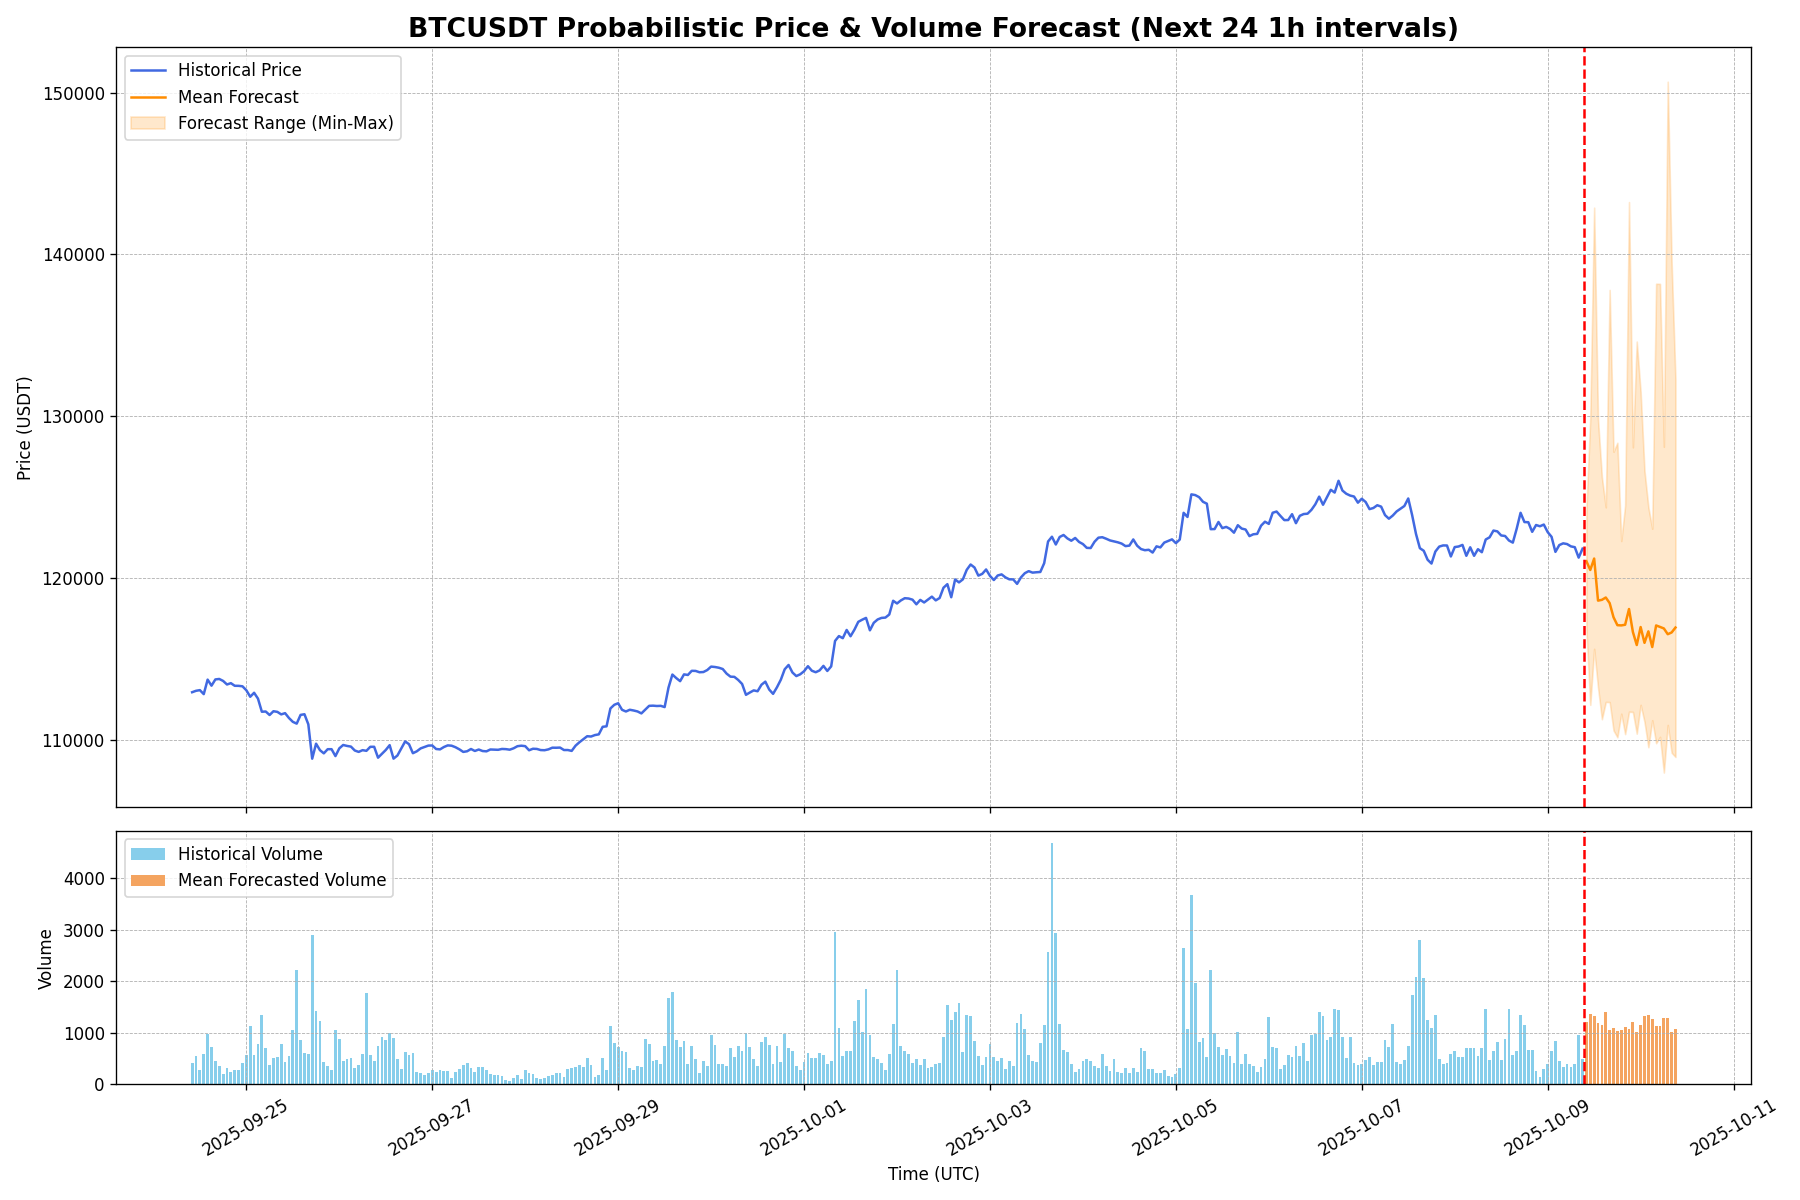 BTCUSDT Probabilistic Price & Volume Forecast (Next 24 1h intervals)
Historical Price
Mean Forecast
Forecast Range (Min-Max)
150000
140000
130000
120000
110000
Price (USDT)
Historical Volume
Mean Forecasted Volume
4000
3000
2000
1000
0
Volume
2025-09-25
2025-09-27
2025-09-29
2025-10-01
2025-10-03
2025-10-05
2025-10-07
2025-10-09
2025-10-11
Time (UTC)